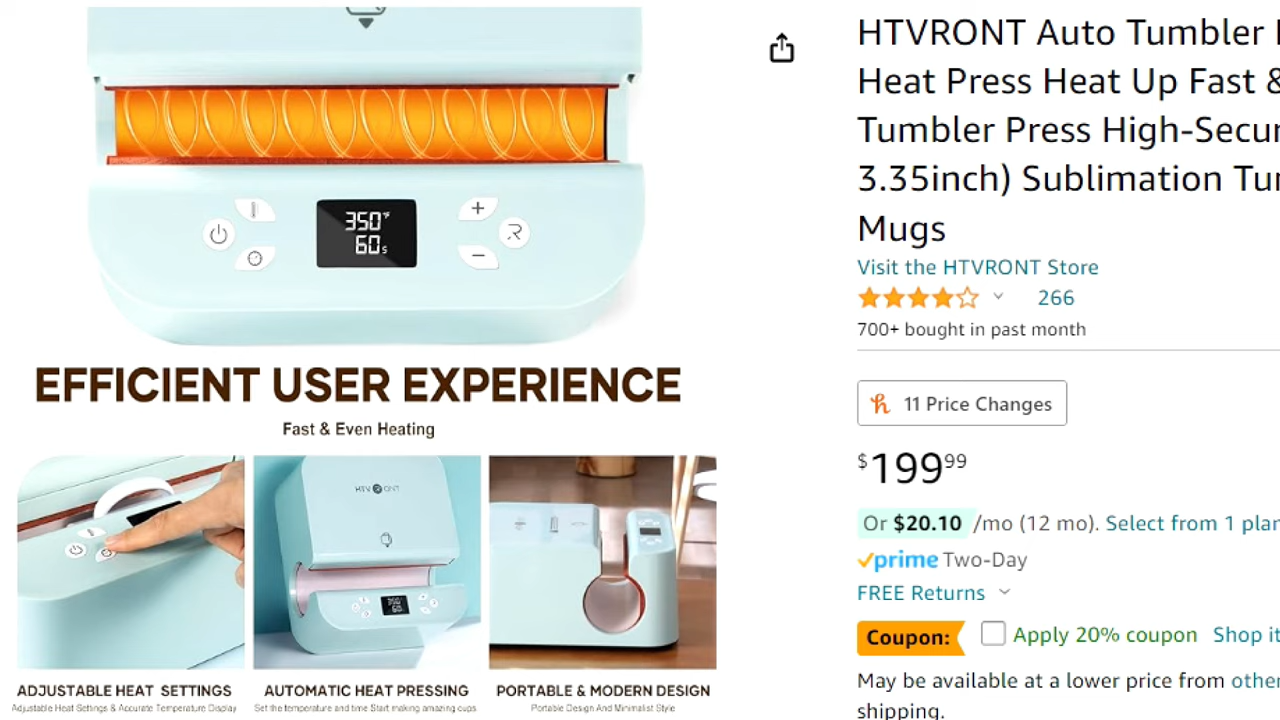 350°F
60s
EFFICIENT USER EXPERIENCE
Fast & Even Heating
HTVRONT
ADJUSTABLE HEAT SETTINGS
Adjustable Heat Settings & Accurate Temperature Display
AUTOMATIC HEAT PRESSING
Set the temperature and time Start making amazing cups
PORTABLE & MODERN DESIGN
Portable Design And Minimalist Style
HTVRONT Auto Tumbler
Heat Press Heat Up Fast &
Tumbler Press High-Secur
3.35inch) Sublimation Tu
Mugs
Visit the HTVRONT Store
266
700+ bought in past month
11 Price Changes
$199.99
Or $20.10 /mo (12 mo). Select from 1 plan
prime Two-Day
FREE Returns
Coupon: Apply 20% coupon Shop it
May be available at a lower price from other
shipping.